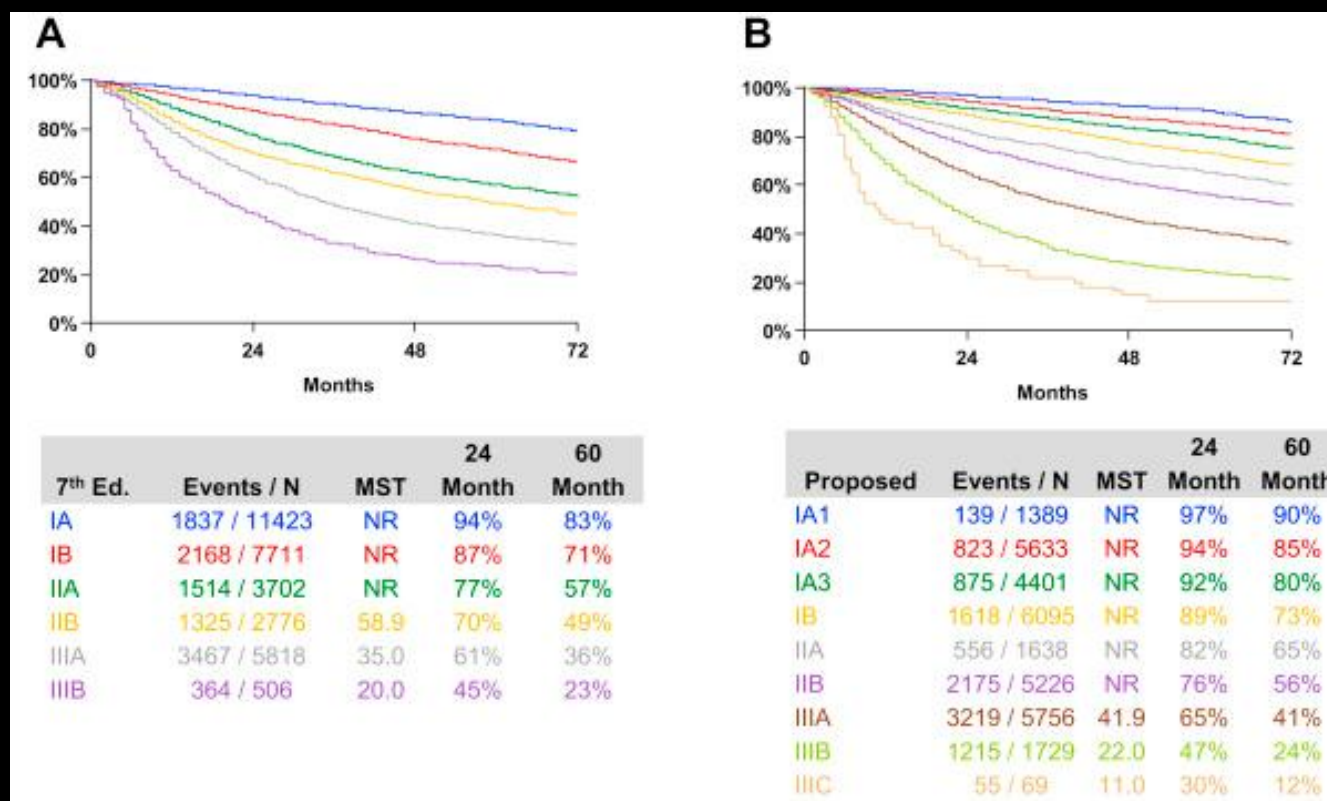 A
100%
80%
60%
40%
20%
0%
0 24 48 72
Months
24 60
7th Ed. Events / N MST Month Month
IA 1837 / 11423 NR 94% 83%
IB 2168 / 7711 NR 87% 71%
IIA 1514 / 3702 NR 77% 57%
IIB 1325 / 2776 58.9 70% 49%
IIIA 3467 / 5818 35.0 61% 36%
IIIB 364 / 506 20.0 45% 23%
B
100%
80%
60%
40%
20%
0%
0 24 48 72
Months
24 60
Proposed Events / N MST Month Month
IA1 139 / 1389 NR 97% 90%
IA2 823 / 5633 NR 94% 85%
IA3 875 / 4401 NR 92% 80%
IB 1618 / 6095 NR 89% 73%
IIA 556 / 1638 NR 82% 65%
IIB 2175 / 5226 NR 76% 56%
IIIA 3219 / 5756 41.9 65% 41%
IIIB 1215 / 1729 22.0 47% 24%
IIIC 55 / 69 11.0 30% 12%